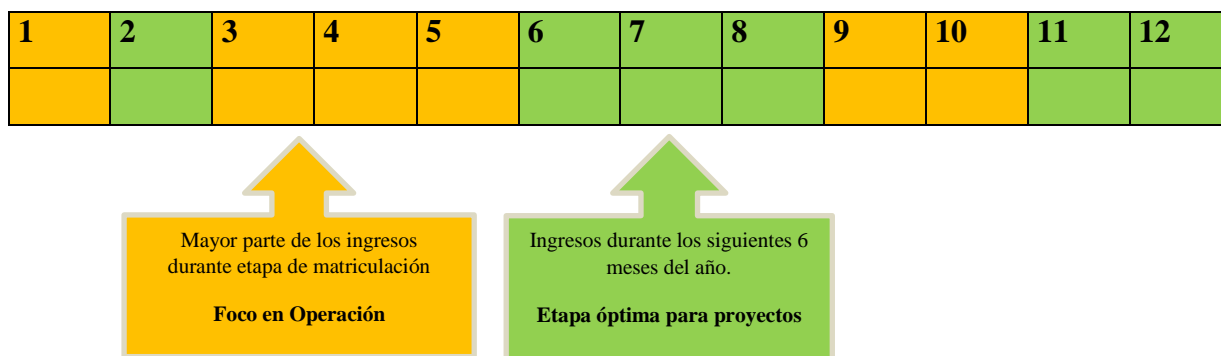 1 2 3 4 5 6 7 8 9 10 11 12
Mayor parte de los ingresos
durante etapa de matriculación
Foco en Operación
Ingresos durante los siguientes 6
meses del año.
Etapa óptima para proyectos